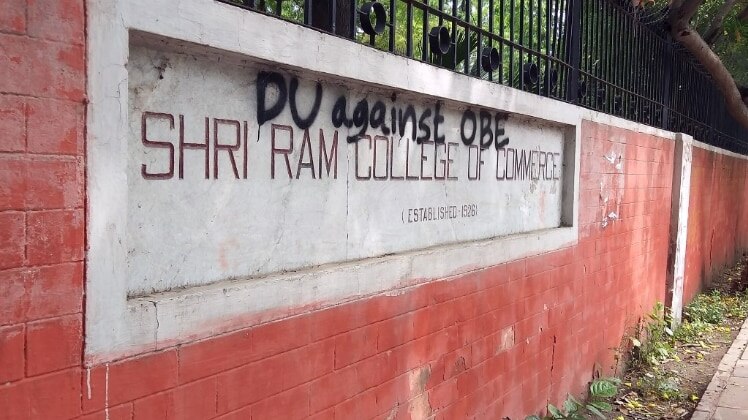 DU against OBE
SHRI RAM COLLEGE OF COMMERCE
(ESTABLISHED-1926)